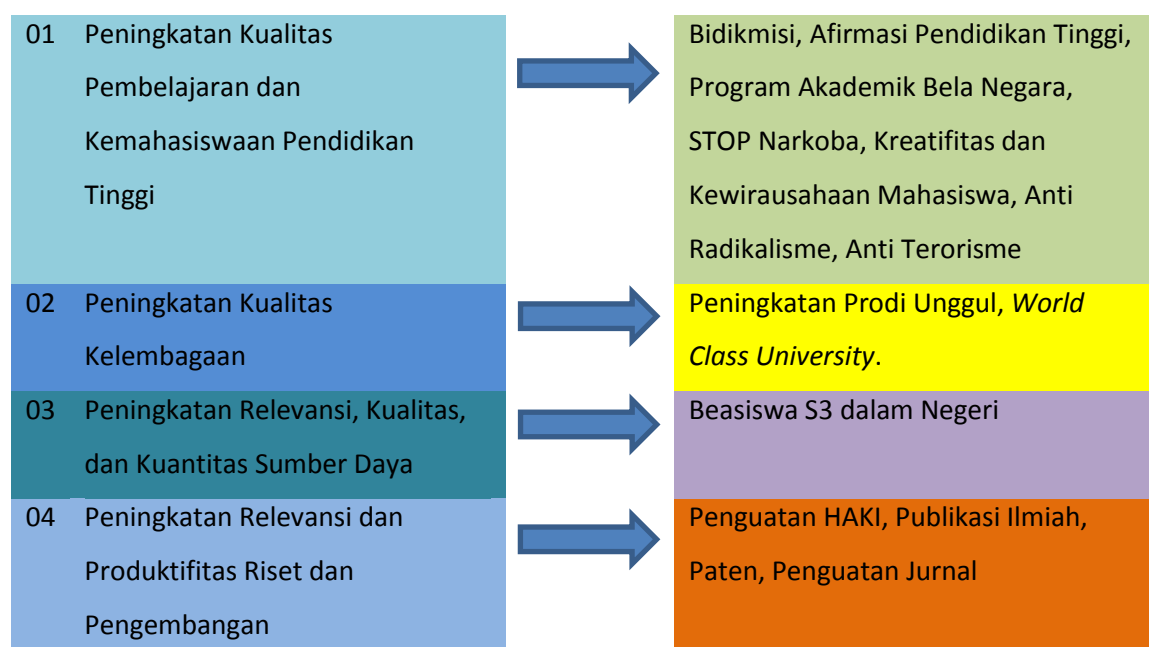 01 Peningkatan Kualitas
Pembelajaran dan
Kemahasiswaan Pendidikan
Tinggi
Bidikmisi, Afirmasi Pendidikan Tinggi,
Program Akademik Bela Negara,
STOP Narkoba, Kreatifitas dan
Kewirausahaan Mahasiswa, Anti
Radikalisme, Anti Terorisme
02 Peningkatan Kualitas
Kelembagaan
Peningkatan Prodi Unggul, World
Class University.
03 Peningkatan Relevansi, Kualitas,
dan Kuantitas Sumber Daya
Beasiswa S3 dalam Negeri
04 Peningkatan Relevansi dan
Produktifitas Riset dan
Pengembangan
Penguatan HAKI, Publikasi Ilmiah,
Paten, Penguatan Jurnal